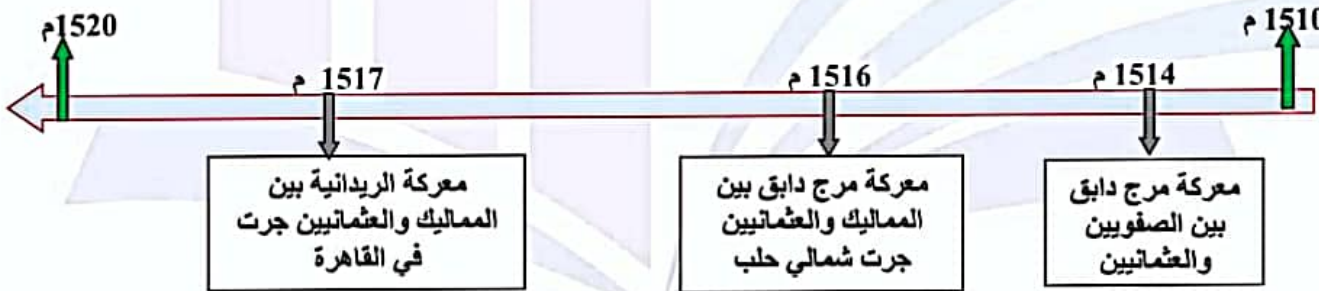 1510 م
1514 م
1516 م
1517 م
1520م
معركة مرج دابق
بين الصفويين
والعثمانيين
معركة مرج دابق بين
المماليك والعثمانيين
جرت شمالي حلب
معركة الريدانية بين
المماليك والعثمانيين جرت
في القاهرة